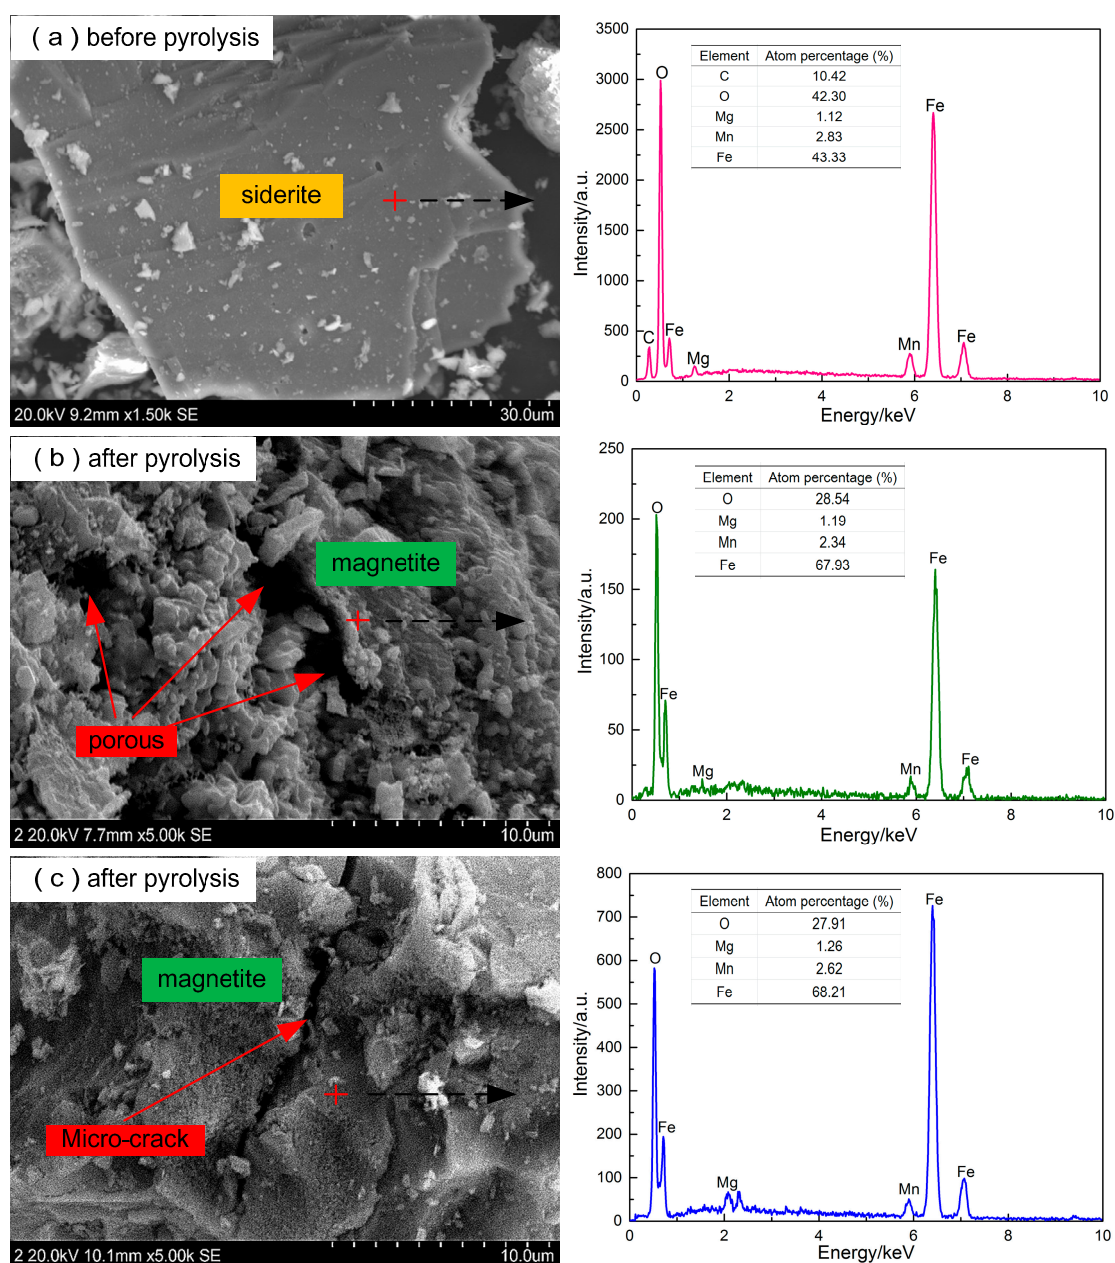 ( a ) before pyrolysis
siderite
20.0kV 9.2mm x1.50k SE 30.0um
Element Atom percentage (%)
C 10.42
O 42.30
Mg 1.12
Mn 2.83
Fe 43.33
3500
3000
2500
2000
1500
1000
500
0
Intensity/a.u.
O
Fe
C
Fe
Mg
Mn
Fe
0 2 4 6 8 10
Energy/keV
( b ) after pyrolysis
magnetite
porous
2 20.0kV 7.7mm x5.00k SE 10.0um
Element Atom percentage (%)
O 28.54
Mg 1.19
Mn 2.34
Fe 67.93
250
200
150
100
50
0
Intensity/a.u.
O
Fe
Fe
Mg
Mn
Fe
0 2 4 6 8 10
Energy/keV
( c ) after pyrolysis
magnetite
Micro-crack
2 20.0kV 10.1mm x5.00k SE 10.0um
Element Atom percentage (%)
O 27.91
Mg 1.26
Mn 2.62
Fe 68.21
800
700
600
500
400
300
200
100
0
Intensity/a.u.
Fe
O
Fe
Mg
Mn
Fe
0 2 4 6 8 10
Energy/keV